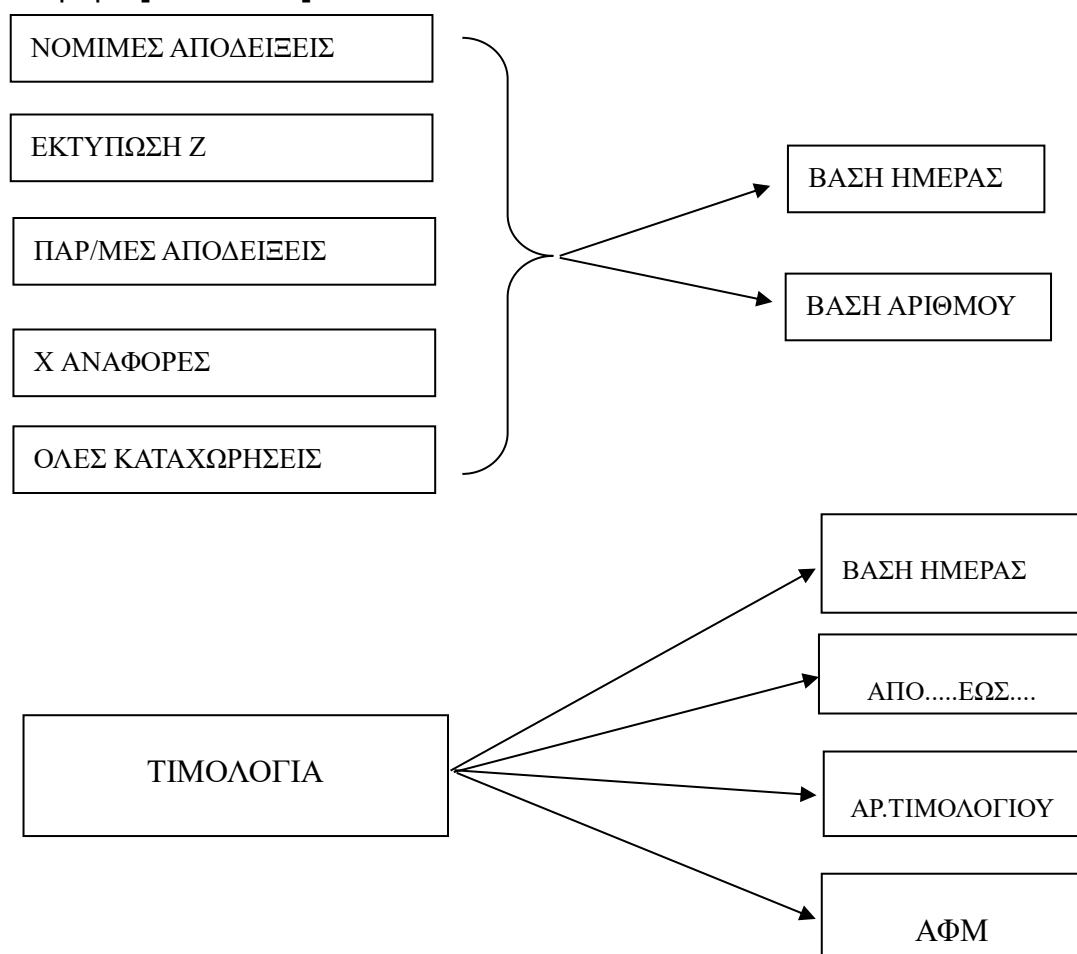 ΝΟΜΙΜΕΣ ΑΠΟΔΕΙΞΕΙΣ
ΕΚΤΥΠΩΣΗ Ζ
ΠΑΡ/ΜΕΣ ΑΠΟΔΕΙΞΕΙΣ
Χ ΑΝΑΦΟΡΕΣ
ΟΛΕΣ ΚΑΤΑΧΩΡΗΣΕΙΣ
ΒΑΣΗ ΗΜΕΡΑΣ
ΒΑΣΗ ΑΡΙΘΜΟΥ
ΤΙΜΟΛΟΓΙΑ
ΒΑΣΗ ΗΜΕΡΑΣ
ΑΠΟ.....ΕΩΣ....
ΑΡ.ΤΙΜΟΛΟΓΙΟΥ
ΑΦΜ